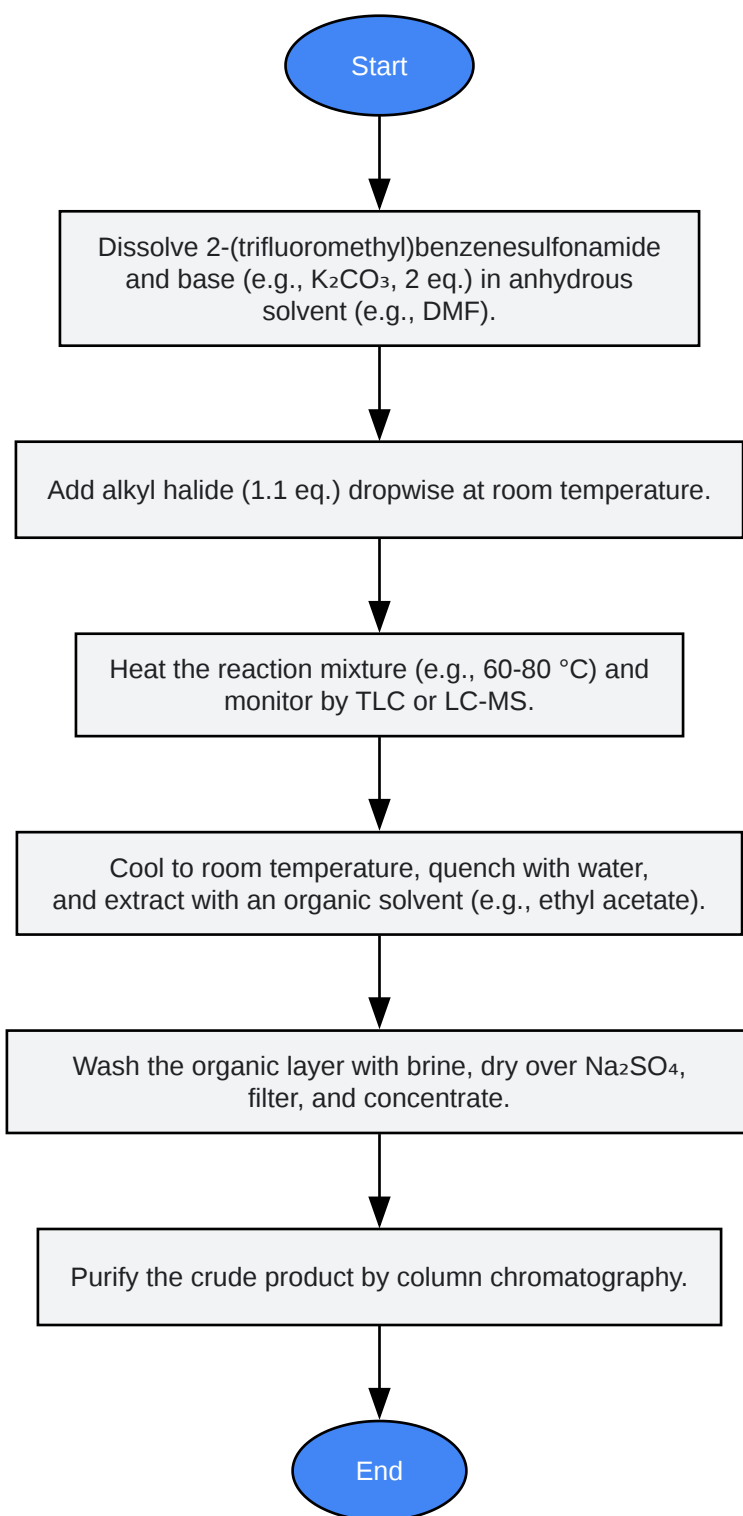 Start
Dissolve 2-(trifluoromethyl)benzenesulfonamide
and base (e.g., K₂CO₃, 2 eq.) in anhydrous
solvent (e.g., DMF).
Add alkyl halide (1.1 eq.) dropwise at room temperature.
Heat the reaction mixture (e.g., 60-80 °C) and
monitor by TLC or LC-MS.
Cool to room temperature, quench with water,
and extract with an organic solvent (e.g., ethyl acetate).
Wash the organic layer with brine, dry over Na₂SO₄,
filter, and concentrate.
Purify the crude product by column chromatography.
End